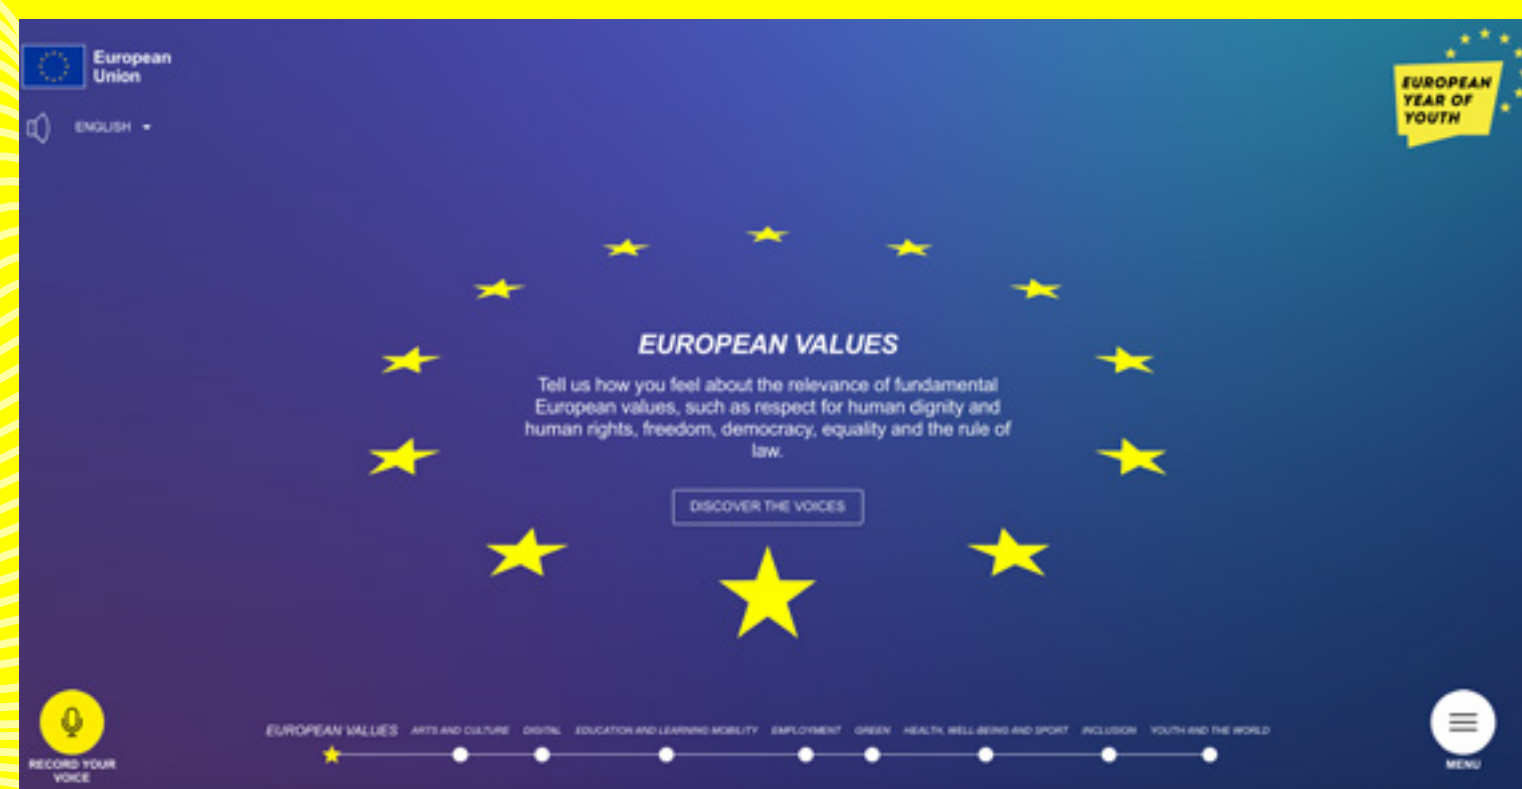 European
Union
ENGLISH
EUROPEAN
YEAR OF
YOUTH
EUROPEAN VALUES
Tell us how you feel about the relevance of fundamental
European values, such as respect for human dignity and
human rights, freedom, democracy, equality and the rule of
law.
DISCOVER THE VOICES
EUROPEAN VALUES ARTS AND CULTURE DIGITAL EDUCATION AND LEARNING MOBILITY EMPLOYMENT GREEN HEALTH, WELL-BEING AND SPORT INCLUSION YOUTH AND THE WORLD
RECORD YOUR
VOICE
MENU